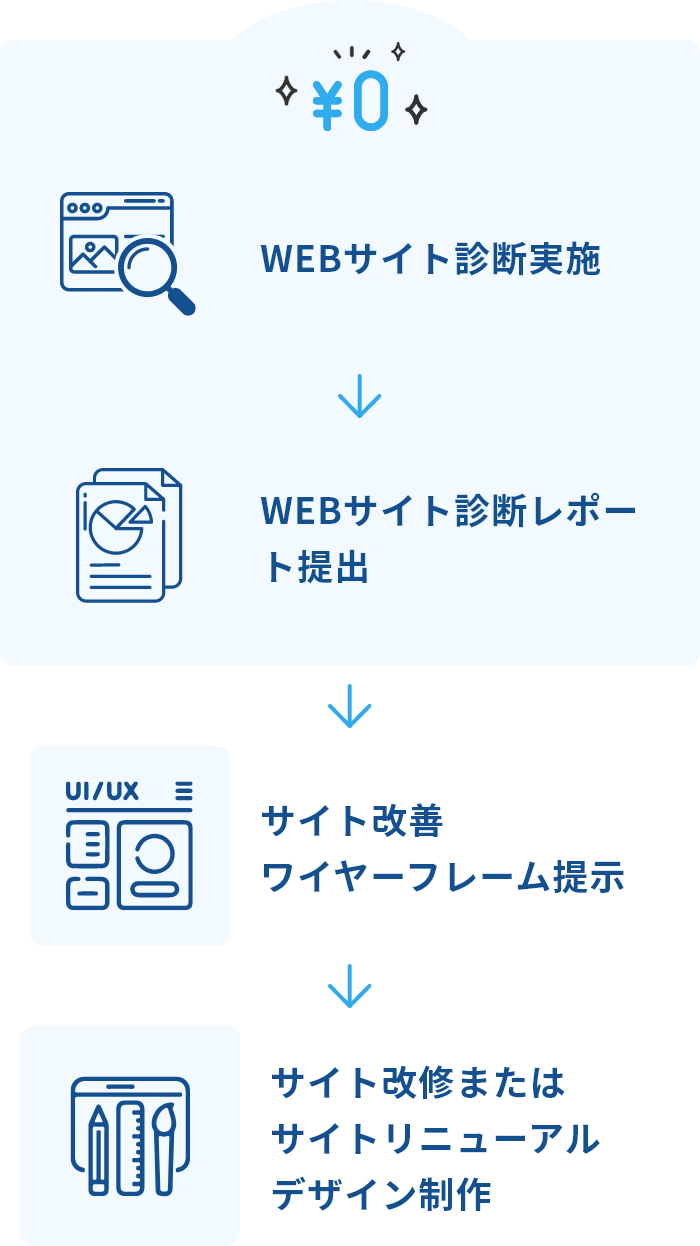 ¥0
WEBサイト診断実施
WEBサイト診断レポー
ト提出
UI/UX
サイト改善
ワイヤーフレーム提示
サイト改修または
サイトリニューアル
デザイン制作